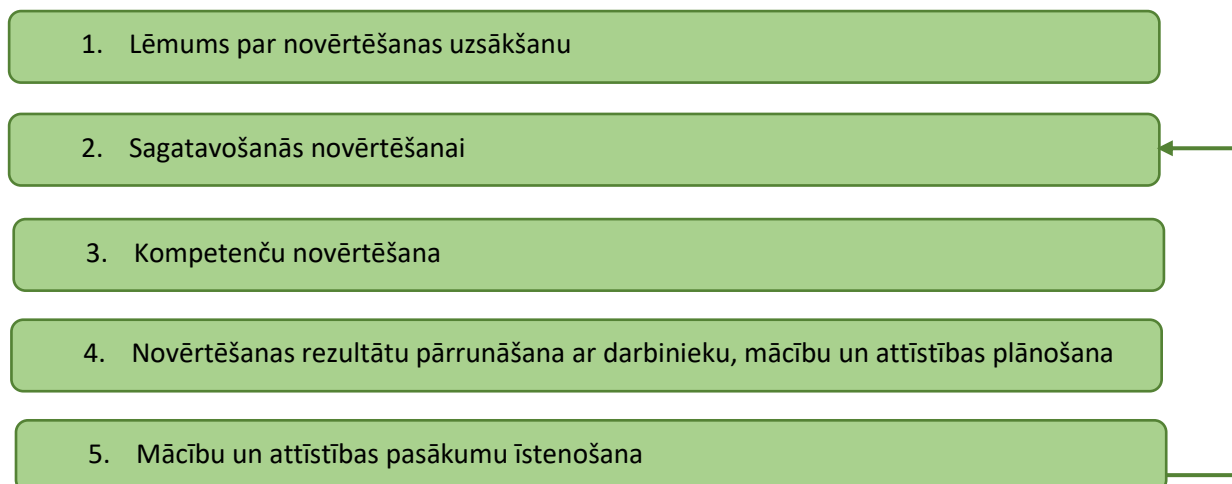 1. Lēmums par novērtēšanas uzsākšanu
2. Sagatavošanās novērtēšanai
3. Kompetenču novērtēšana
4. Novērtēšanas rezultātu pārrunāšana ar darbinieku, mācību un attīstības plānošana
5. Mācību un attīstības pasākumu īstenošana